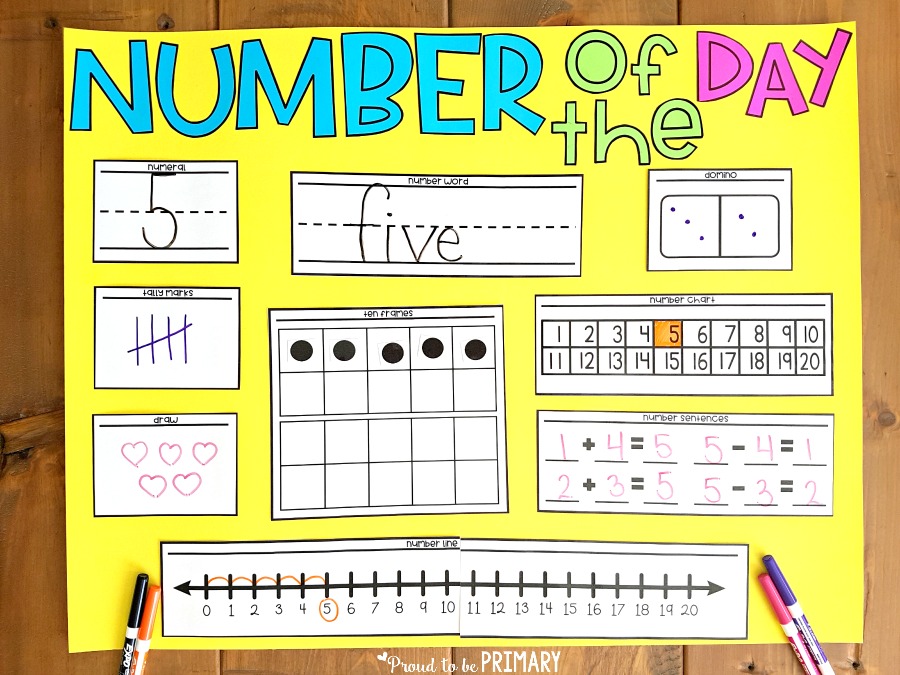 NUMBER of the DAY
numeral
5
number word
five
domino
tally marks
ten frames
number chart
1 2 3 4 5 6 7 8 9 10
11 12 13 14 15 16 17 18 19 20
draw
number sentences
1 + 4 = 5 5 - 4 = 1
2 + 3 = 5 5 - 3 = 2
number line
0 1 2 3 4 5 6 7 8 9 10 11 12 13 14 15 16 17 18 19 20
EXPO
Proud to be PRIMARY